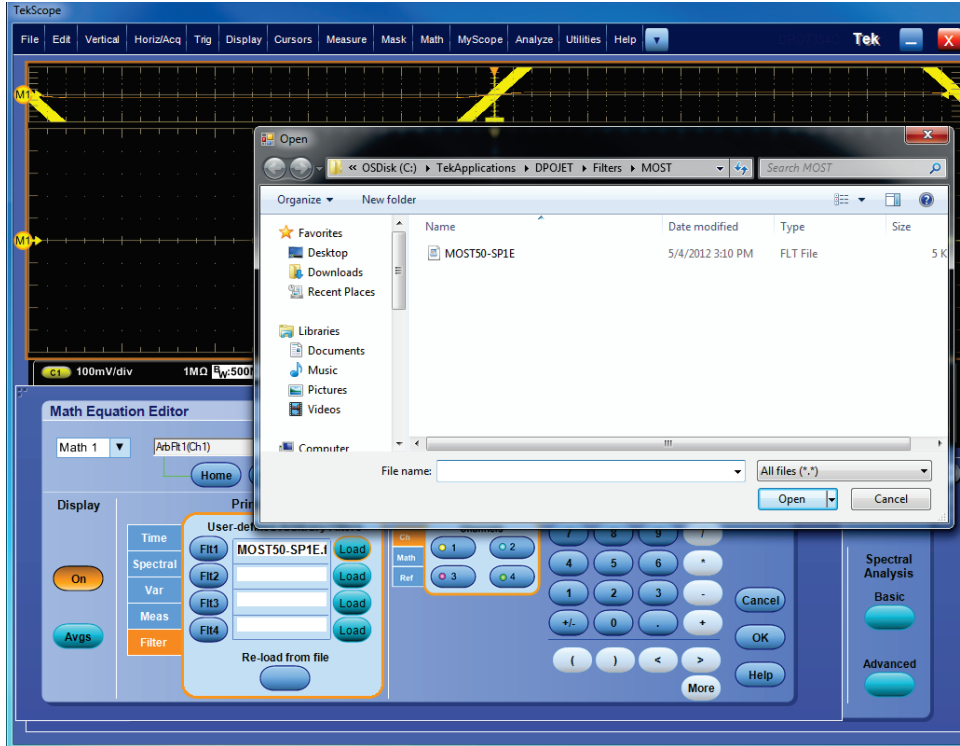 TekScope
File Edit Vertical Horiz/Acq Trig Display Cursors Measure Mask Math MyScope Analyze Utilities Help Tek X
M1
M1
C1 100mV/div 1MΩ BW:500
Open x
« OSDisk (C:) ▸ TekApplications ▸ DPOJET ▸ Filters ▸ MOST Search MOST
Organize New folder
Name Date modified Type Size
MOST50-SP1E 5/4/2012 3:10 PM FLT File 5 K
Favorites
Desktop
Downloads
Recent Places
Libraries
Documents
Music
Pictures
Videos
Computer
File name: All files (*.*)
Open Cancel
Math Equation Editor
Math 1 ArbFlt1(Ch1)
Home
Display
On
Avgs
Time
Spectral
Var
Meas
Filter
Flt1 MOST50-SP1E.f Load
Flt2 Load
Flt3 Load
Flt4 Load
Re-load from file
Ch
Math
Ref
Channels
1 2
3 4
7 8 9 /
4 5 6 *
1 2 3 -
+/- 0 . +
( ) < >
More
Cancel
OK
Help
Spectral
Analysis
Basic
Advanced